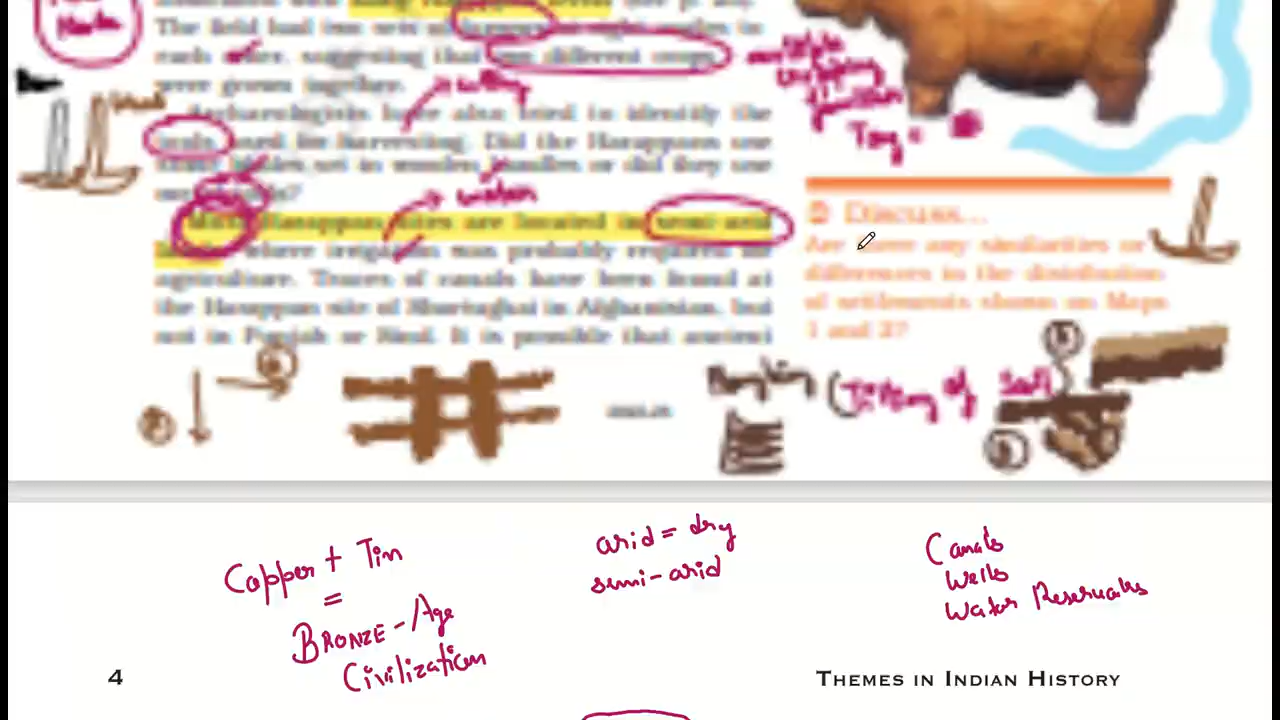 The field had two sets of furrows at right angles to
each other, suggesting that two different crops
were grown together.
Archaeologists have also tried to identify the
tools used for harvesting. Did the Harappans use
stone blades set in wooden handles or did they use
metal tools?
Most Harappan sites are located in semi-arid
lands, where irrigation was probably required for
agriculture. Traces of canals have been found at
the Harappan site of Shortughai in Afghanistan, but
not in Punjab or Sind. It is possible that ancient
Discuss...
Are there any similarities or
differences in the distribution
of settlements shown on Maps
1 and 2?
(Tilling of Soil
Copper + Tin
=
BRONZE-Age
Civilization
arid = dry
semi-arid
Canals
Wells
Water
4
THEMES IN INDIAN HISTORY